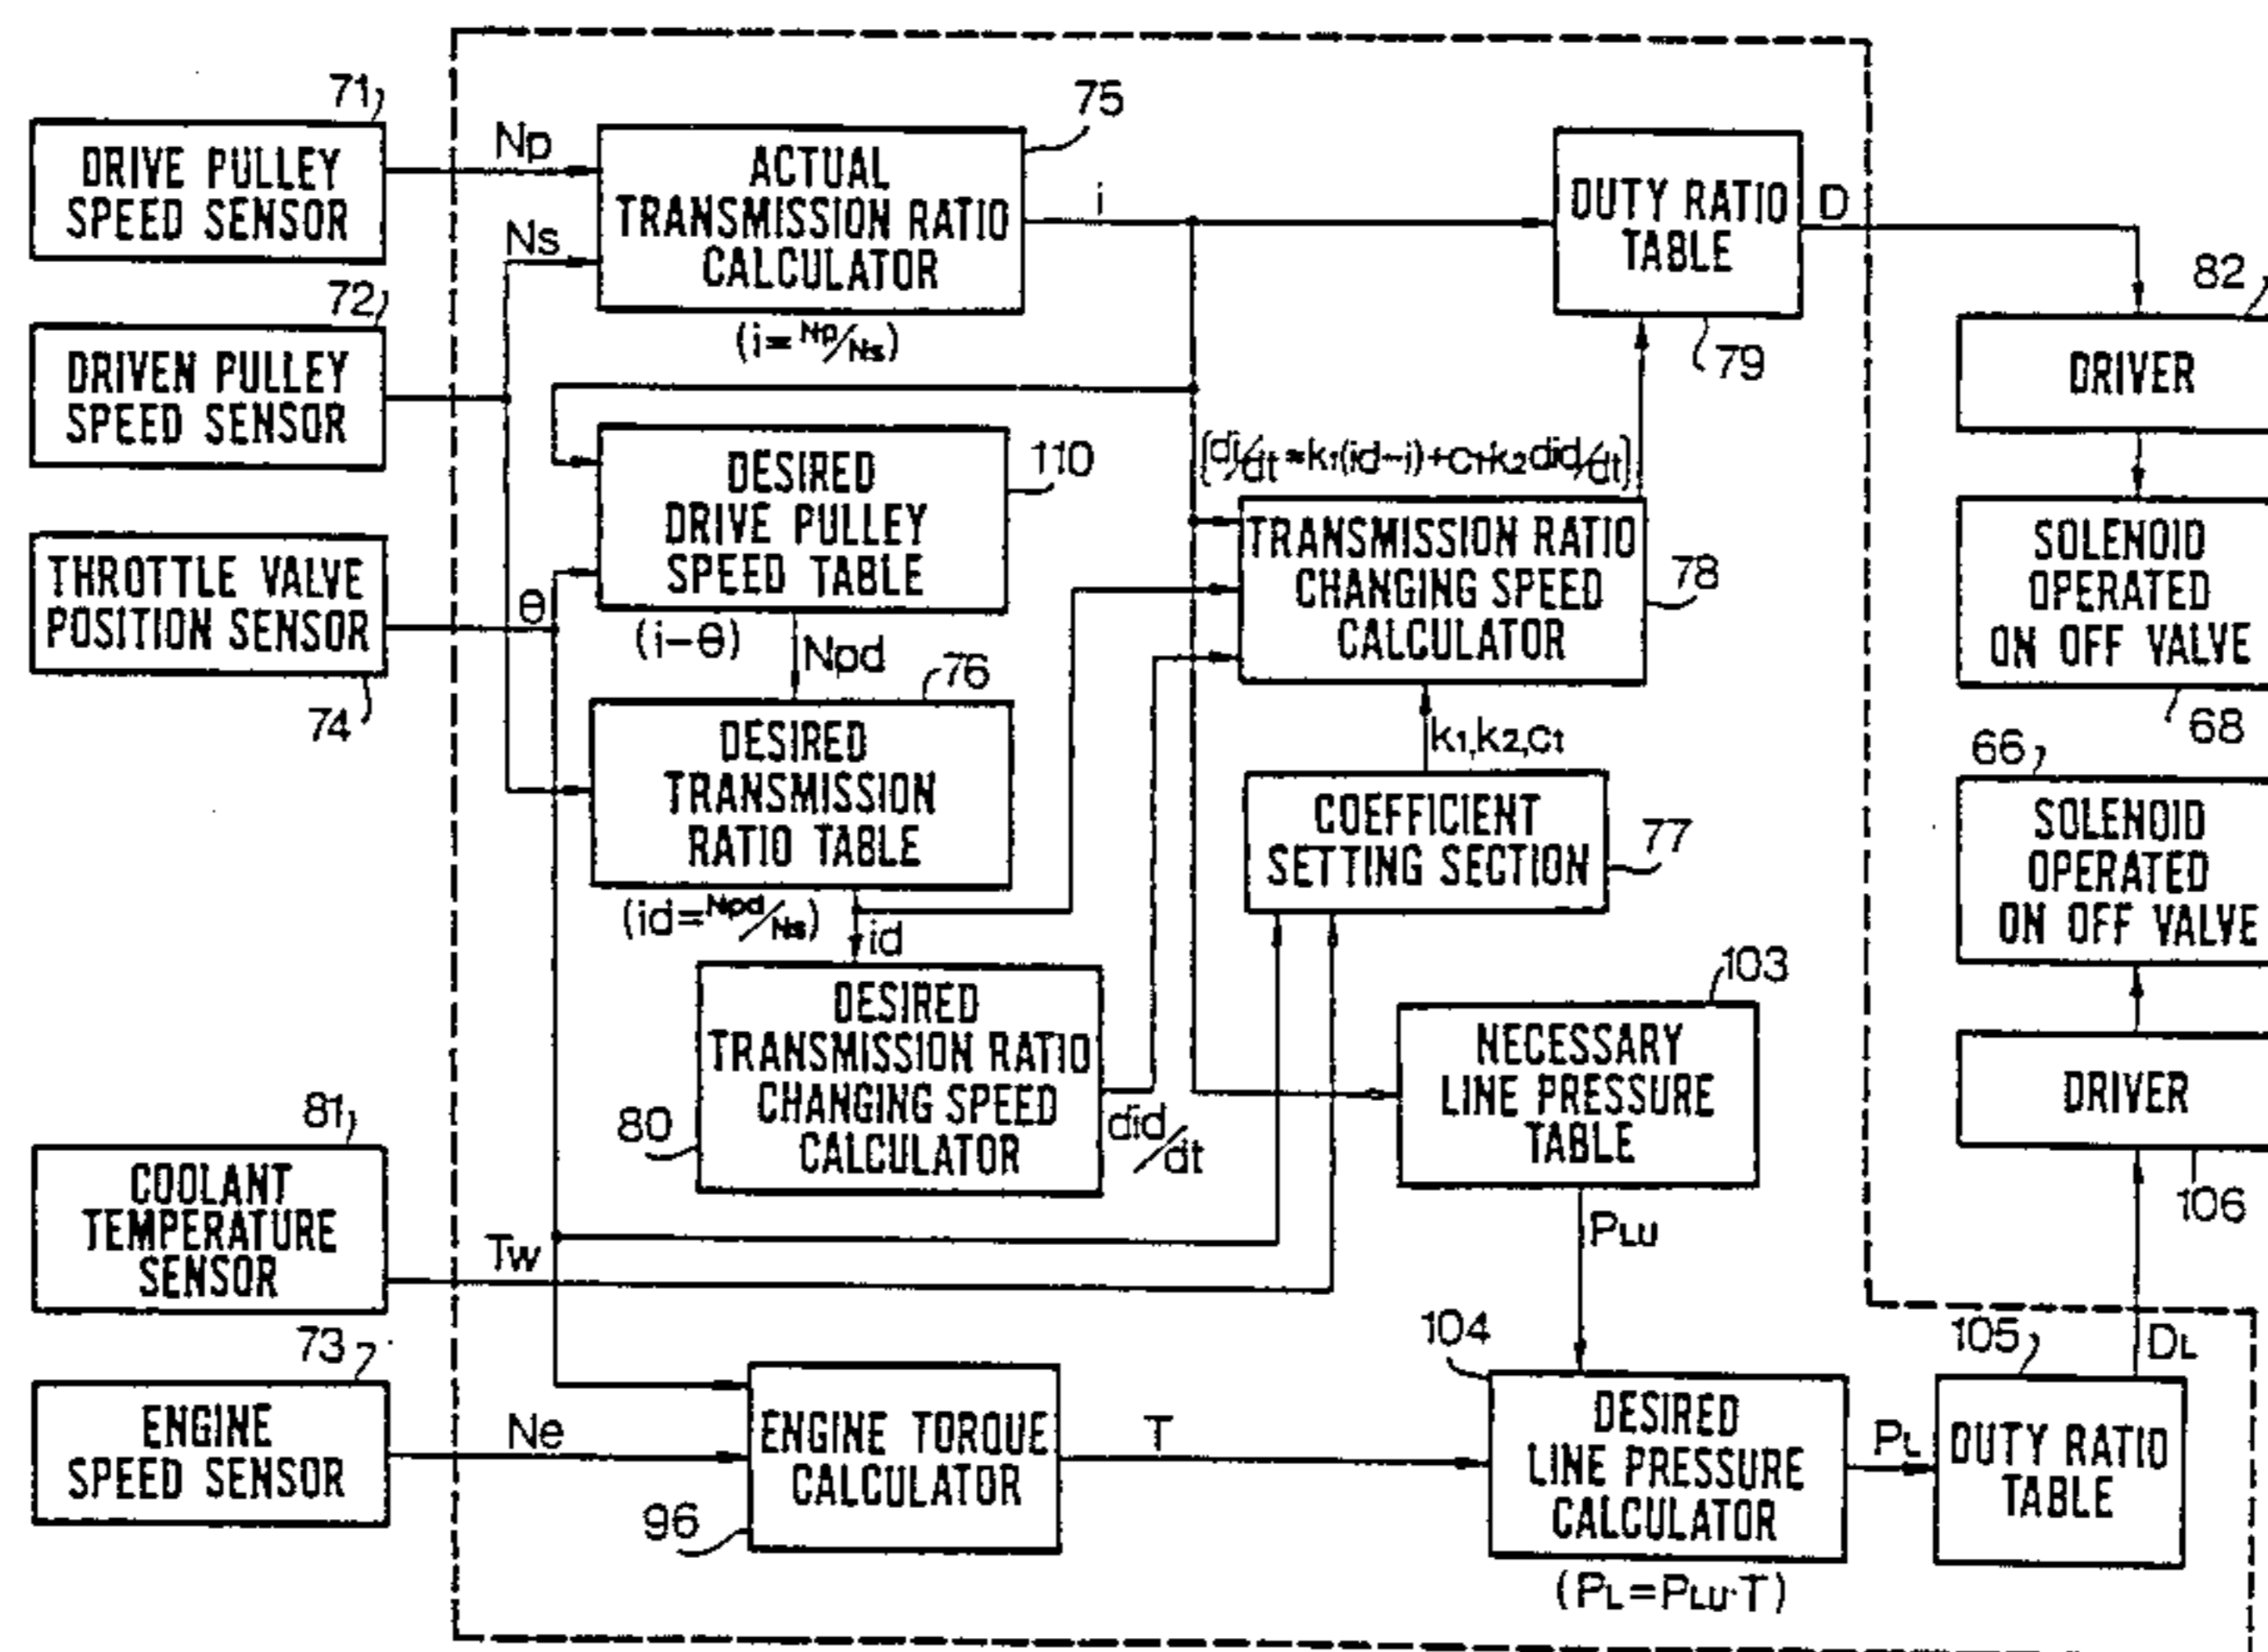 71
DRIVE PULLEY
SPEED SENSOR
Np
75
ACTUAL
TRANSMISSION RATIO
CALCULATOR
(i=Np/Ns)
i
DUTY RATIO
TABLE
79
D
82
DRIVER
72
DRIVEN PULLEY
SPEED SENSOR
Ns
110
DESIRED
DRIVE PULLEY
SPEED TABLE
(i-θ)
Npd
[di/dt=k1(id-i)+c1·k2 did/dt]
TRANSMISSION RATIO
CHANGING SPEED
CALCULATOR
78
SOLENOID
OPERATED
ON OFF VALVE
68
THROTTLE VALVE
POSITION SENSOR
74
θ
76
DESIRED
TRANSMISSION
RATIO TABLE
(id=Npd/Ns)
id
k1,k2,c1
COEFFICIENT
SETTING SECTION
77
66
SOLENOID
OPERATED
ON OFF VALVE
DESIRED
TRANSMISSION RATIO
CHANGING SPEED
CALCULATOR
80
did/dt
103
NECESSARY
LINE PRESSURE
TABLE
PLU
DRIVER
106
81
COOLANT
TEMPERATURE
SENSOR
Tw
73
ENGINE
SPEED SENSOR
Ne
ENGINE TORQUE
CALCULATOR
96
T
104
DESIRED
LINE PRESSURE
CALCULATOR
(PL=PLU·T)
PL
105
DUTY RATIO
TABLE
DL